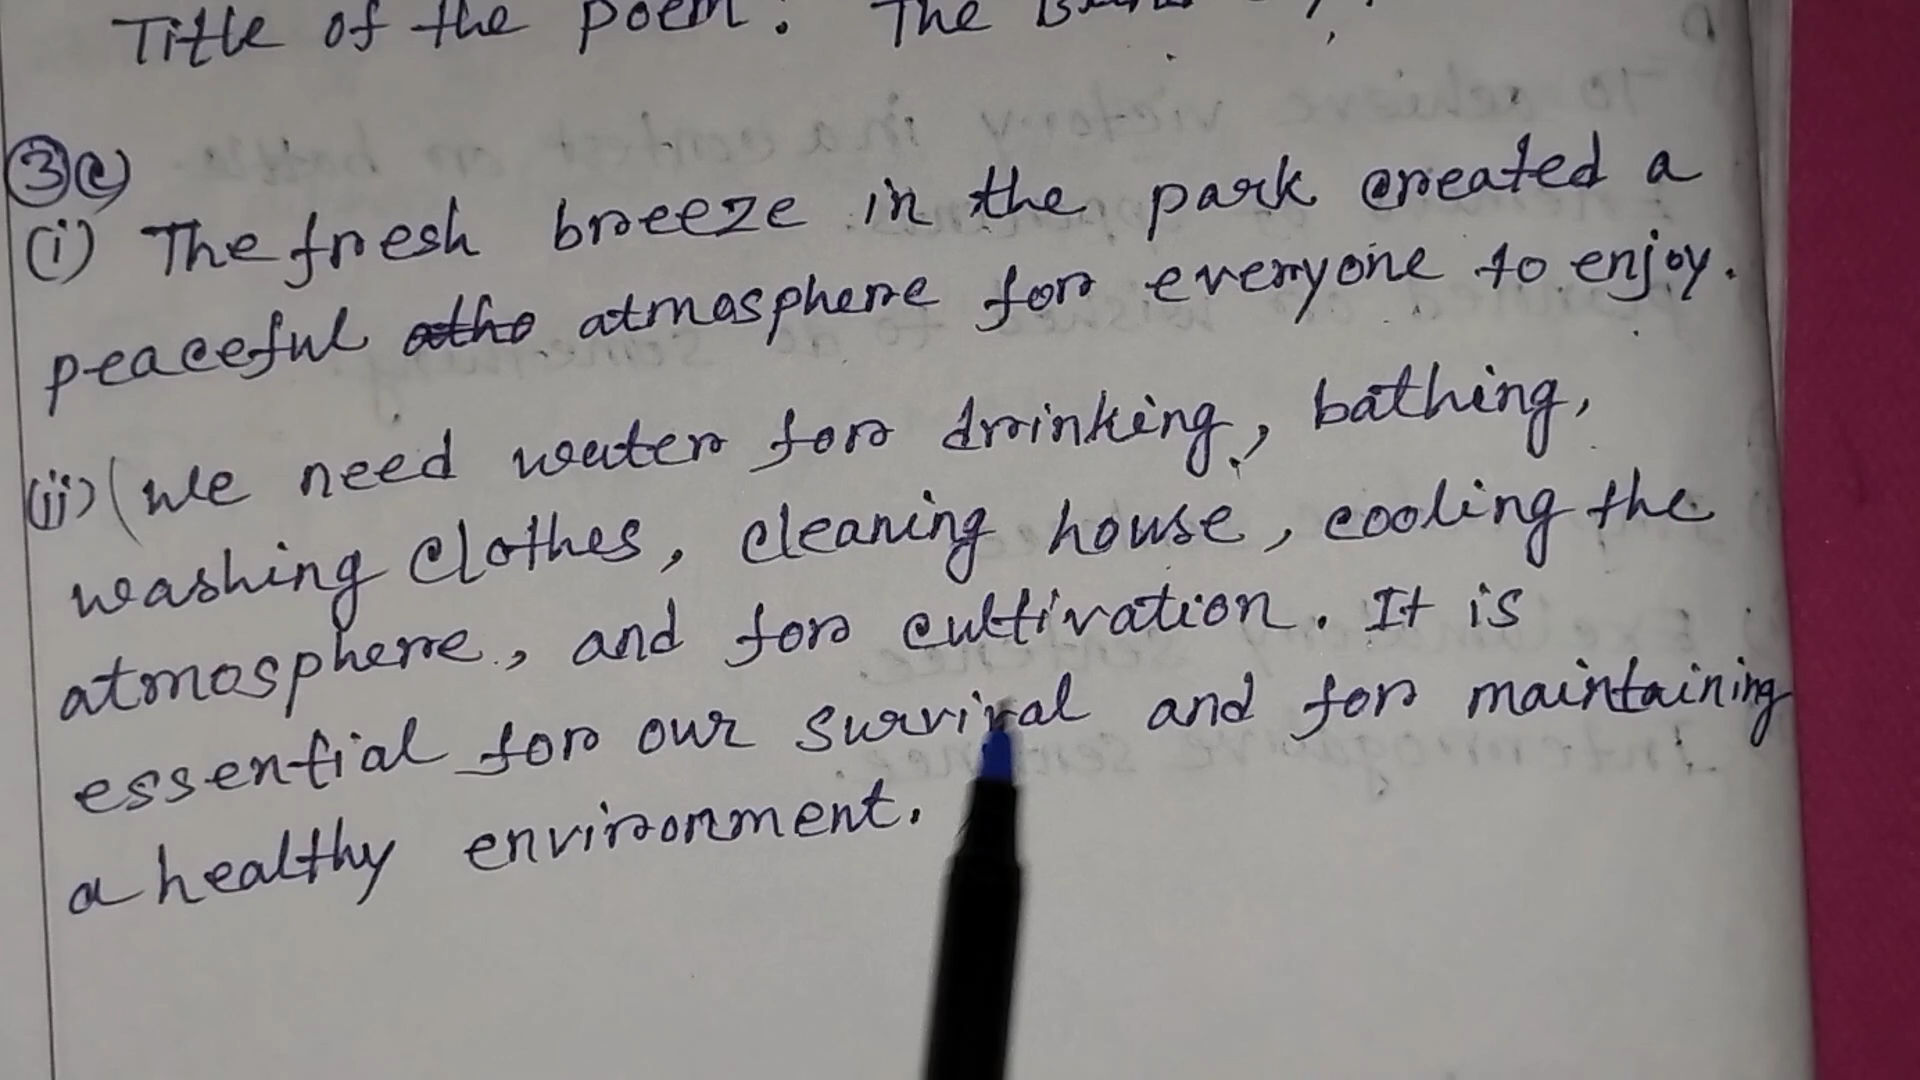 Title of the Poem: The
3c)
(i) The fresh breeze in the park created a
peaceful atmosphere for everyone to enjoy.
(ii) (We need water for drinking, bathing,
washing clothes, cleaning house, cooling the
atmosphere, and for cultivation. It is
essential for our survival and for maintaining
a healthy environment.